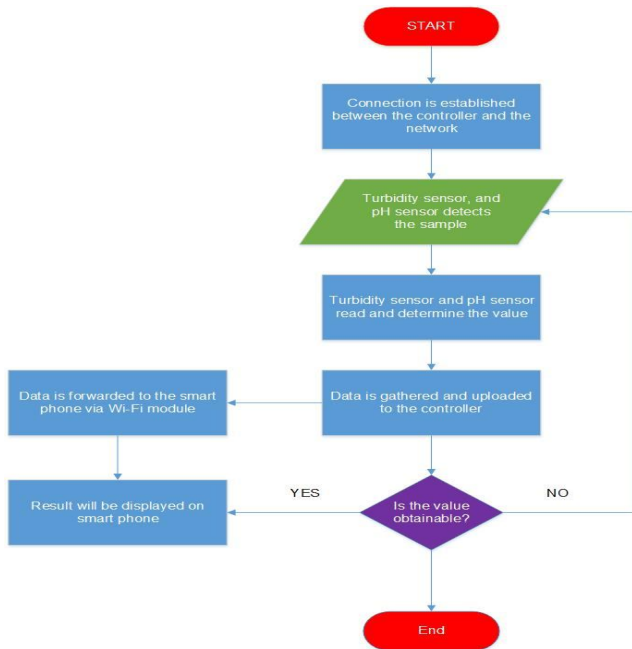 START
Connection is established
between the controller and the
network
Turbidity sensor, and
pH sensor detects
the sample
Turbidity sensor and pH sensor
read and determine the value
Data is forwarded to the smart
phone via Wi-Fi module
Data is gathered and uploaded
to the controller
Result will be displayed on
smart phone
YES
Is the value
obtainable?
NO
End